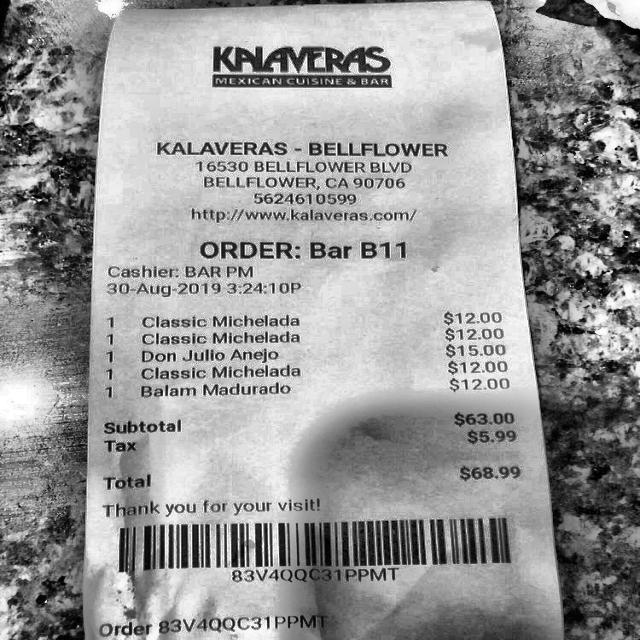 KALAVERAS
MEXICAN CUISINE & BAR
KALAVERAS - BELLFLOWER
16530 BELLFLOWER BLVD
BELLFLOWER, CA 90706
5624610599
http://www.kalaveras.com/
ORDER: Bar B11
Cashier: BAR PM
30-Aug-2019 3:24:10P
1 Classic Michelada $12.00
1 Classic Michelada $12.00
1 Don Julio Anejo $15.00
1 Classic Michelada $12.00
1 Balam Madurado $12.00
Subtotal $63.00
Tax $5.99
Total $68.99
Thank you for your visit!
83V4QQC31PPMT
Order 83V4QQC31PPMT